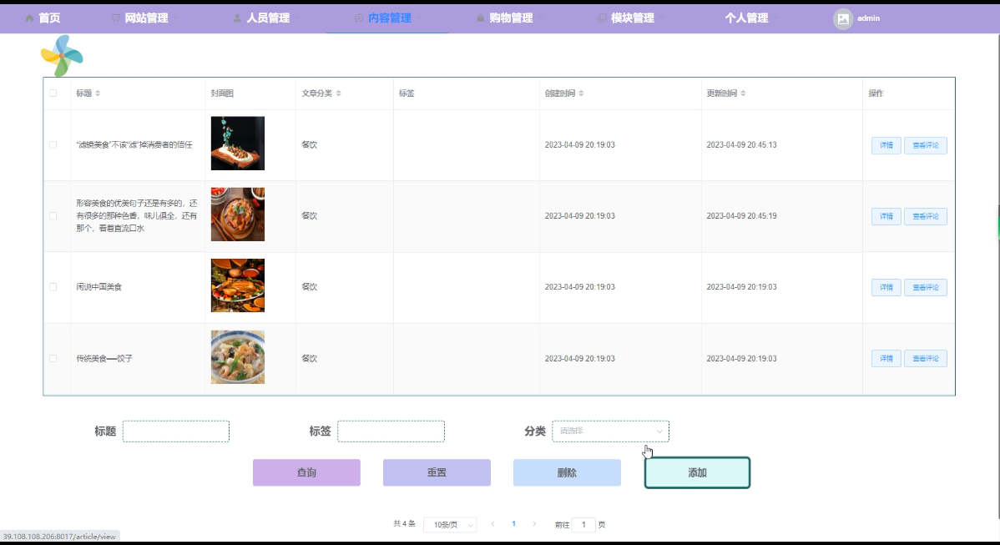 首页 网站管理 人员管理 内容管理 购物管理 模块管理 个人管理 admin
标题 封面图 文章分类 标签 创建时间 更新时间 操作
"滤镜美食"不该"滤"掉消费者的信任 餐饮 2023-04-09 20:19:03 2023-04-09 20:45:13 详情 查看评论
形容美食的优美句子还是有多的，还
有很多的那种色香，味儿俱全，还有
那个，看着直流口水
餐饮 2023-04-09 20:19:03 2023-04-09 20:45:19 详情 查看评论
闲说中国美食 餐饮 2023-04-09 20:19:03 2023-04-09 20:19:03 详情 查看评论
传统美食──饺子 餐饮 2023-04-09 20:19:03 2023-04-09 20:19:03 详情 查看评论
标题 标签 分类 请选择
查询 重置 删除 添加
共 4 条 10条/页 1 前往 1 页
39.108.108.206:8017/article/view